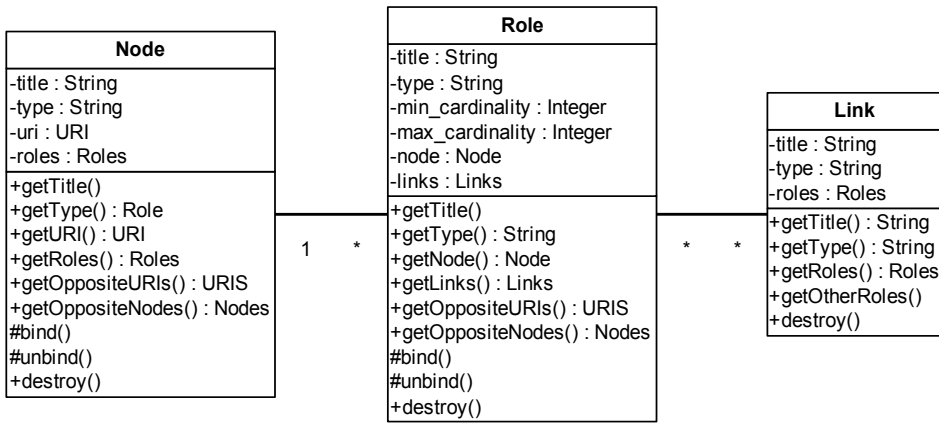 Node
-title : String
-type : String
-uri : URI
-roles : Roles
+getTitle()
+getType() : Role
+getURI() : URI
+getRoles() : Roles
+getOppositeURIs() : URIS
+getOppositeNodes() : Nodes
#bind()
#unbind()
+destroy()
1
*
Role
-title : String
-type : String
-min_cardinality : Integer
-max_cardinality : Integer
-node : Node
-links : Links
+getTitle()
+getType() : String
+getNode() : Node
+getLinks() : Links
+getOppositeURIs() : URIS
+getOppositeNodes() : Nodes
#bind()
#unbind()
+destroy()
*
*
Link
-title : String
-type : String
-roles : Roles
+getTitle() : String
+getType() : String
+getRoles() : Roles
+getOtherRoles()
+destroy()